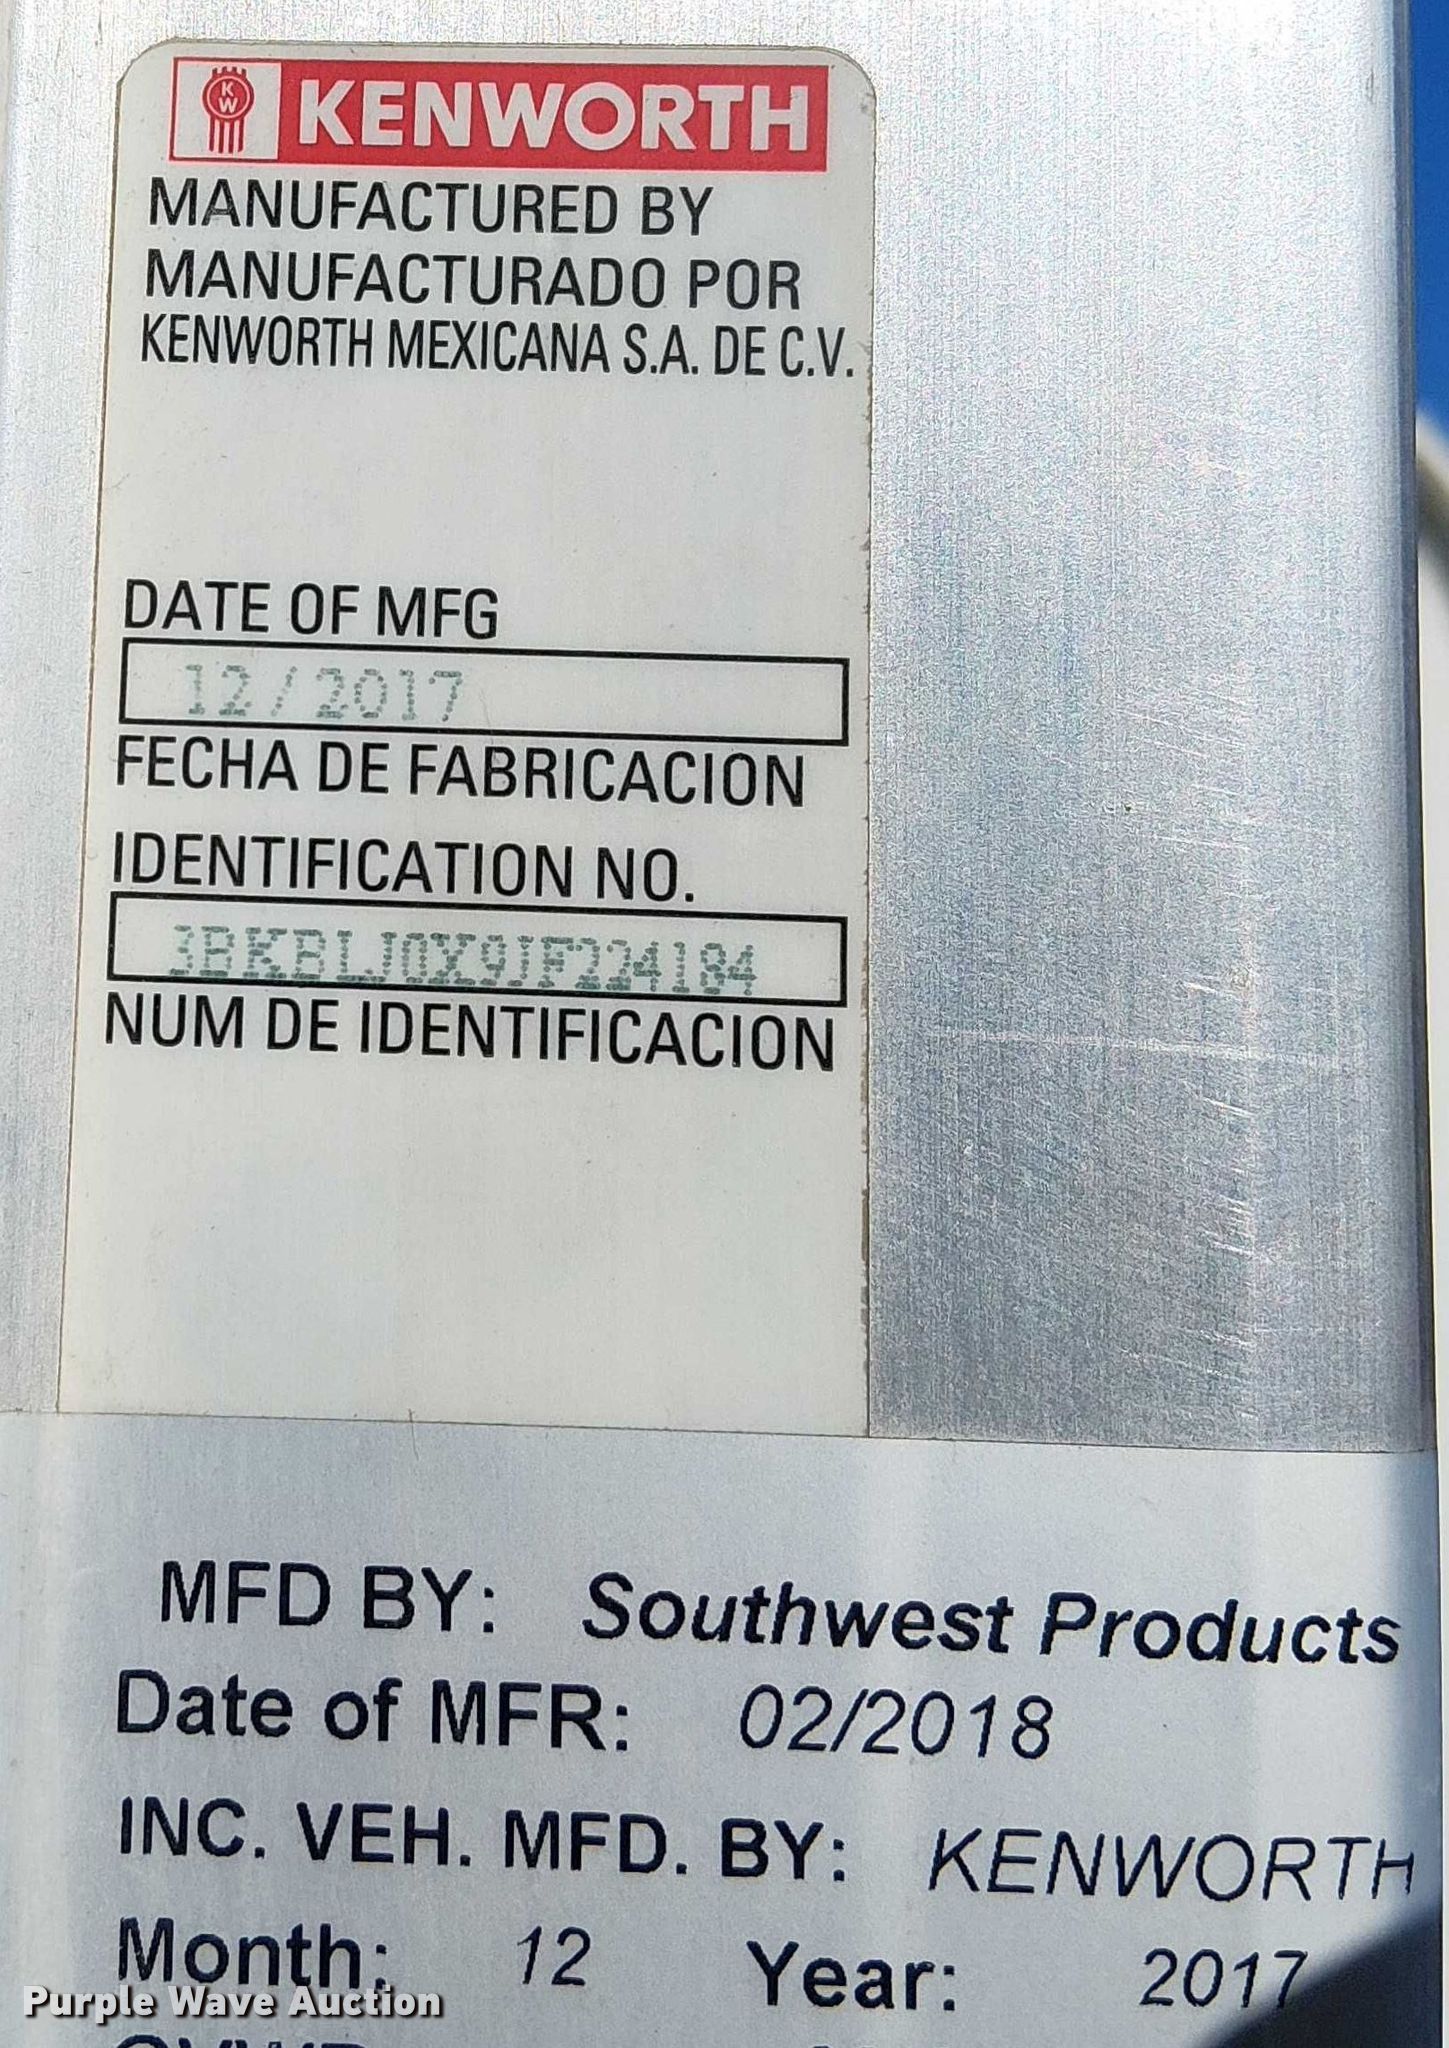 KW KENWORTH
MANUFACTURED BY
MANUFACTURADO POR
KENWORTH MEXICANA S.A. DE C.V.
DATE OF MFG
12/2017
FECHA DE FABRICACION
IDENTIFICATION NO.
3BKBLJ0X9JF224184
NUM DE IDENTIFICACION
MFD BY: Southwest Products
Date of MFR: 02/2018
INC. VEH. MFD. BY: KENWORTH
Month: 12 Year: 2017
Purple Wave Auction